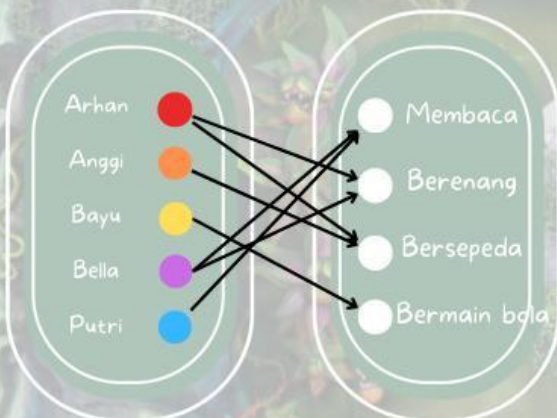 Arhan
Anggi
Bayu
Bella
Putri
Membaca
Berenang
Bersepeda
Bermain bola